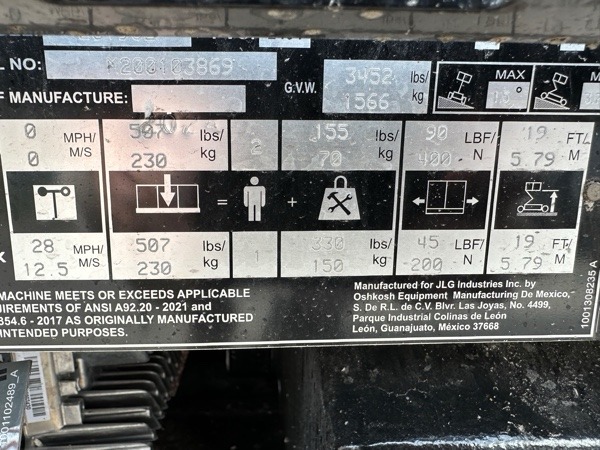 L NO: M200103869
G.V.W. 3452 lbs/
1566 kg
MAX
F MANUFACTURE:
0 MPH/ 507 lbs/ 155 lbs/ 90 LBF/ 19 FT/
0 M/S 230 kg 2 70 kg 400 N 5.79 M
= +
X 28 MPH/ 507 lbs/ 1 330 lbs/ 45 LBF/ 19 FT/
12.5 M/S 230 kg 150 kg 200 N 5.79 M
MACHINE MEETS OR EXCEEDS APPLICABLE
IREMENTS OF ANSI A92.20 - 2021 and
354.6 - 2017 AS ORIGINALLY MANUFACTURED
INTENDED PURPOSES.
Manufactured for JLG Industries Inc. by
Oshkosh Equipment Manufacturing De Mexico,
S. De R.L. de C.V. Blvr. Las Joyas. No. 4499,
Parque Industrial Colinas de León
León, Guanajuato, México 37668
1001308235 A
001102489_A